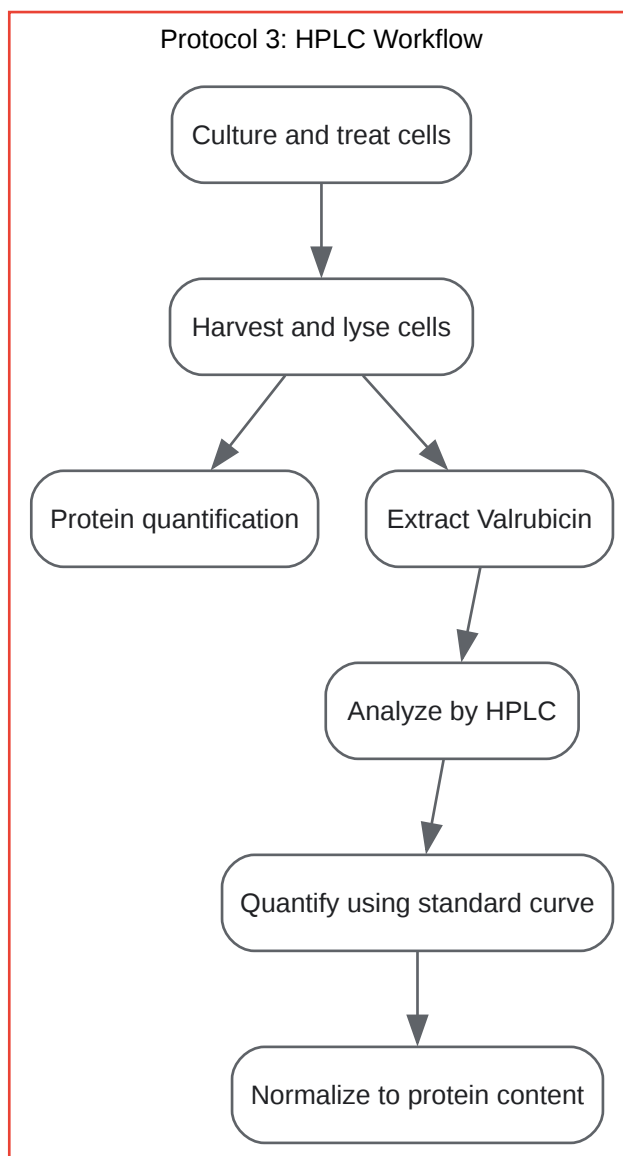 Protocol 3: HPLC Workflow
Culture and treat cells
Harvest and lyse cells
Protein quantification
Extract Valrubicin
Analyze by HPLC
Quantify using standard curve
Normalize to protein content